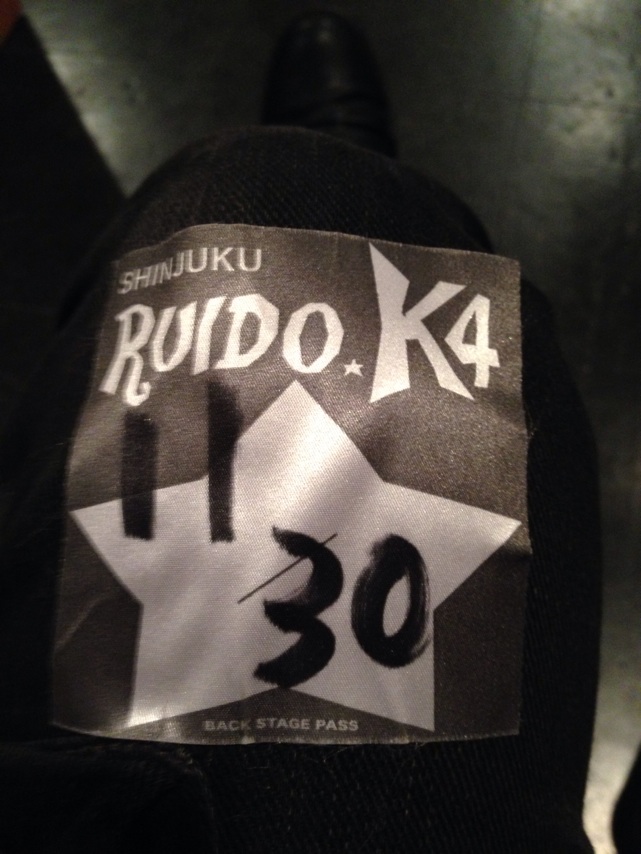 SHINJUKU
RUIDO.K4
11
/
30
BACK STAGE PASS